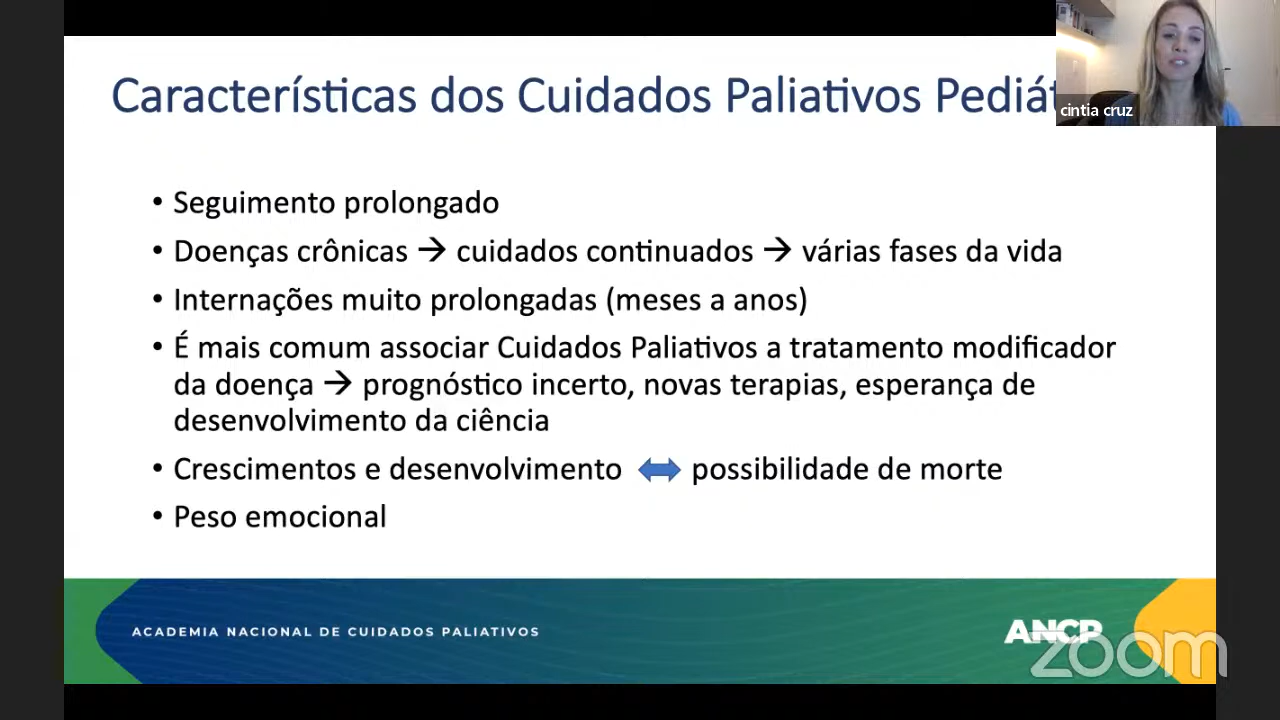 Características dos Cuidados Paliativos
cintia cruz
• Seguimento prolongado
• Doenças crônicas → cuidados continuados → várias fases da vida
• Internações muito prolongadas (meses a anos)
• É mais comum associar Cuidados Paliativos a tratamento modificador
da doença → prognóstico incerto, novas terapias, esperança de
desenvolvimento da ciência
• Crescimentos e desenvolvimento ⟷ possibilidade de morte
• Peso emocional
ACADEMIA NACIONAL DE CUIDADOS PALIATIVOS
ANCP
zoom